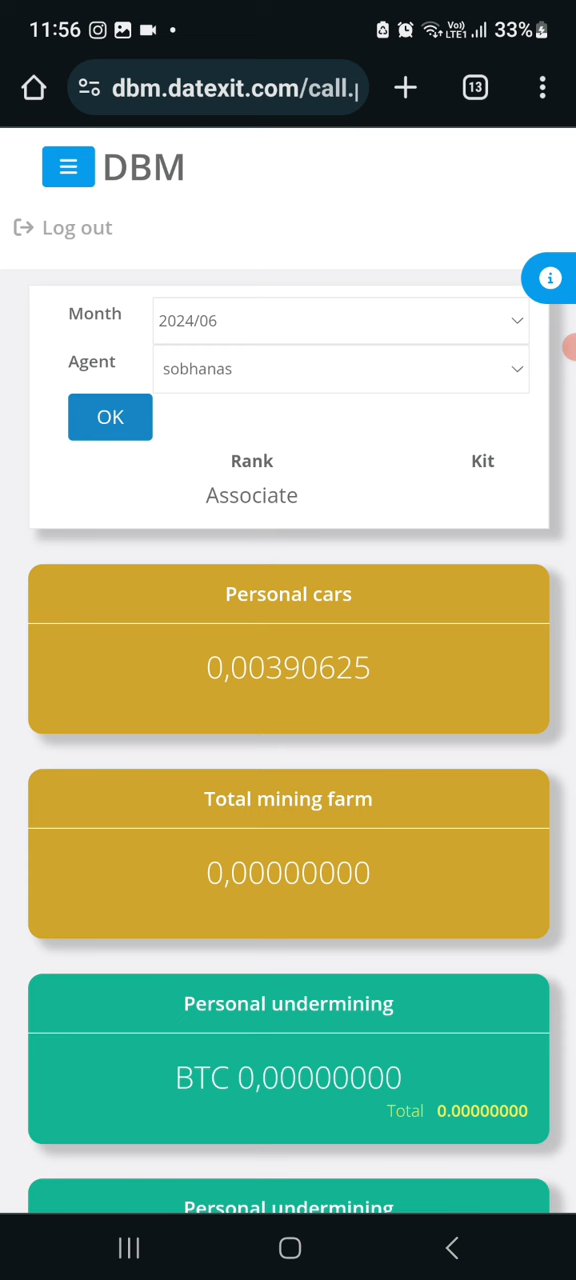 11:56
Vo)) LTE1 33%
dbm.datexit.com/call.
13
DBM
Log out
Month 2024/06
Agent sobhanas
OK
Rank Kit
Associate
Personal cars
0,00390625
Total mining farm
0,00000000
Personal undermining
BTC 0,00000000
Total 0.00000000
Personal undermining